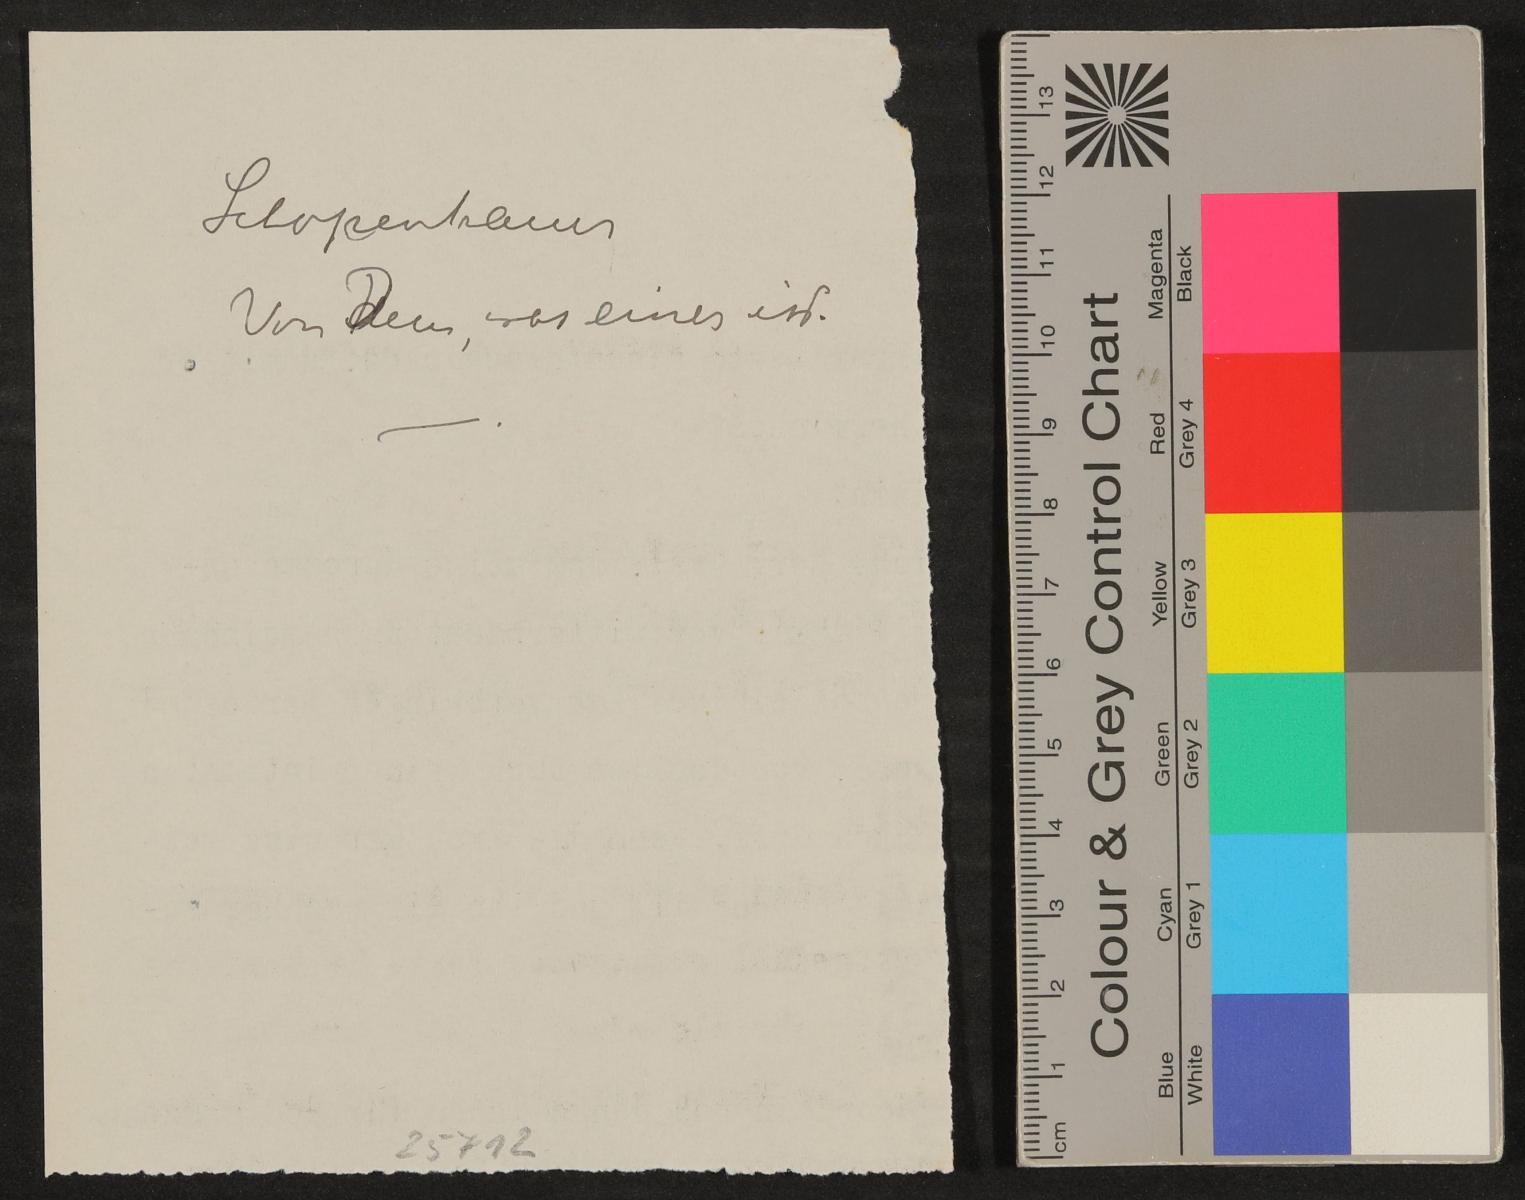 Schopenhauer
Von Dem, was eines ist.
25712
Colour & Grey Control Chart
Magenta
Red
Yellow
Green
Cyan
Blue
Black
Grey 4
Grey 3
Grey 2
Grey 1
White
13
12
11
10
9
8
7
6
5
4
3
2
1
cm